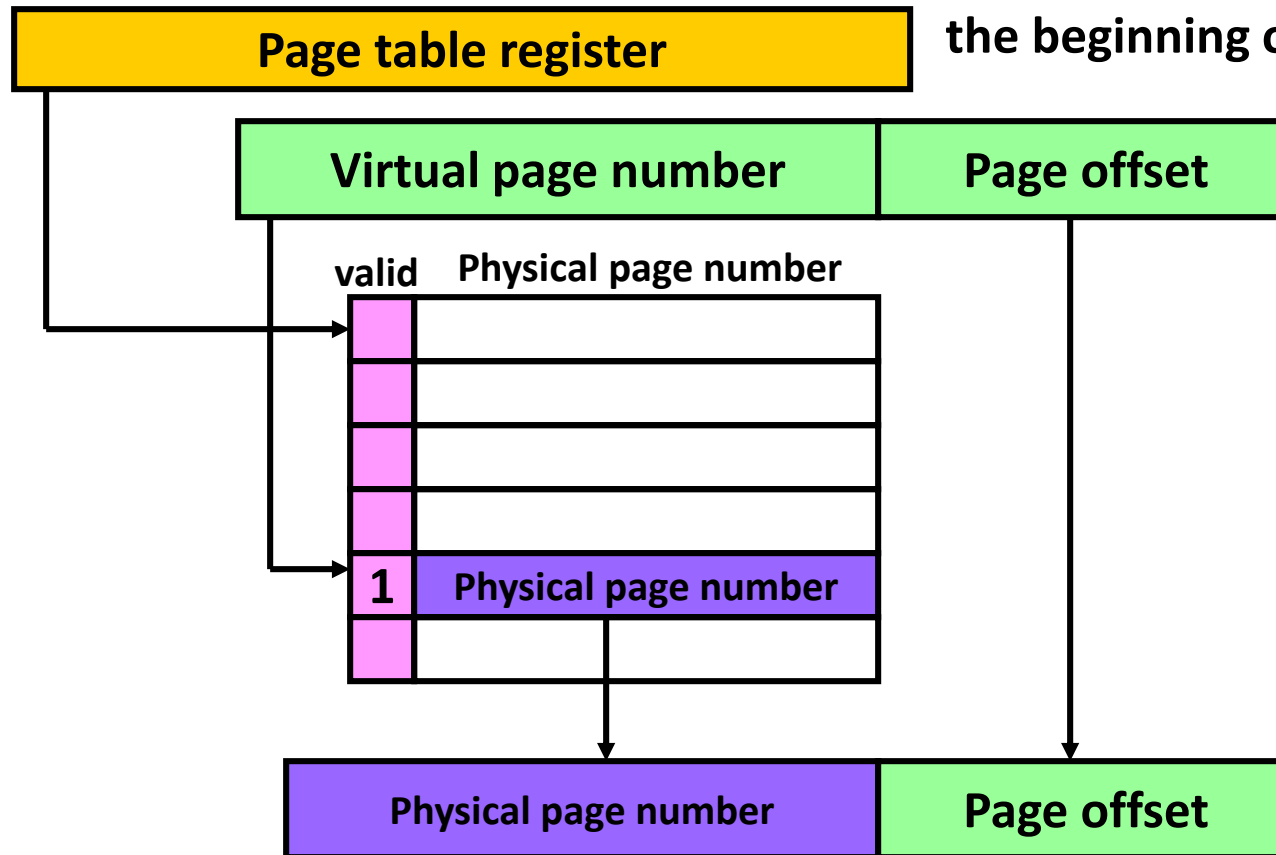 Page table register
the beginning
Virtual page number
Page offset
valid
Physical page number
1
Physical page number
Physical page number
Page offset